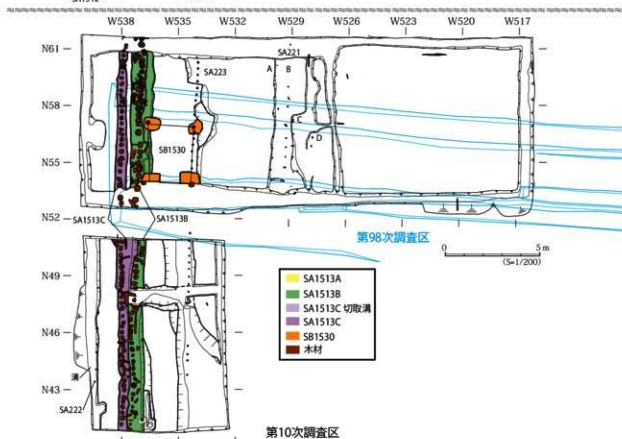 W538 W535 W532 W529 W526 W523 W520 W517
N61
SA221
SA223
A B
N58
C
D
SB1530
N55
N52
SA1513C SA1513B
第98次調査区
0 5 m
(S=1/200)
N49
SA1513A
SA1513B
SA1513C 切取溝
SA1513C
SB1530
木材
N46
N43
溝
SA222
第10次調査区